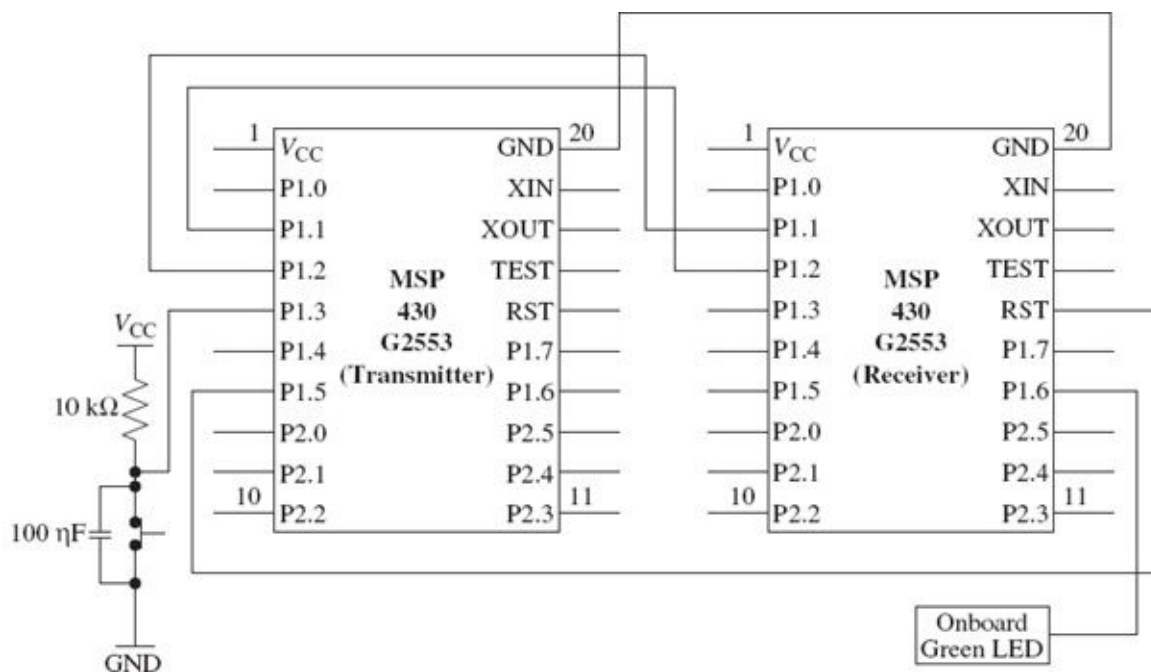 1
20
1
20
VCC
GND
VCC
GND
P1.0
XIN
P1.0
XIN
P1.1
XOUT
P1.1
XOUT
P1.2
TEST
P1.2
TEST
MSP
430
G2553
(Transmitter)
MSP
430
G2553
(Receiver)
P1.3
RST
P1.3
RST
P1.4
P1.7
P1.4
P1.7
P1.5
P1.6
P1.5
P1.6
P2.0
P2.5
P2.0
P2.5
P2.1
P2.4
P2.1
P2.4
10
11
10
11
P2.2
P2.3
P2.2
P2.3
VCC
10 kΩ
100 ηF
GND
Onboard
Green LED